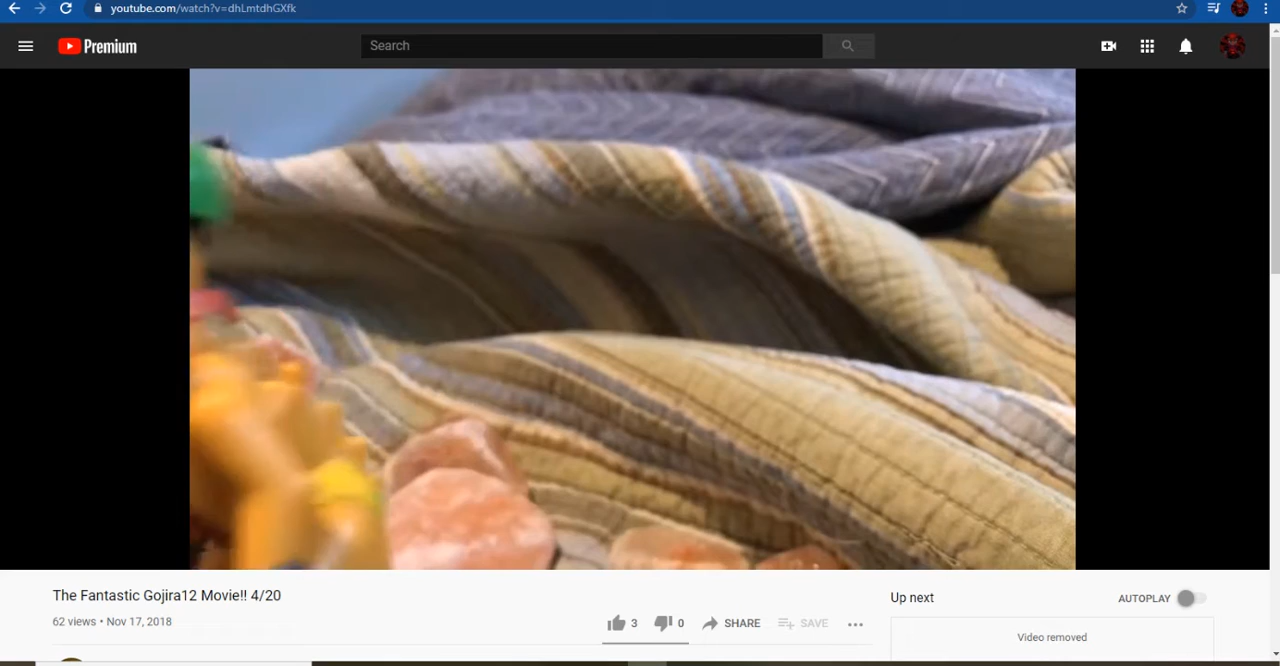 youtube.com/watch?v=dhLmtdhGXfk
Premium
Search
The Fantastic Gojira12 Movie!! 4/20
62 views • Nov 17, 2018
3
0
SHARE
SAVE
Up next
AUTOPLAY
Video removed